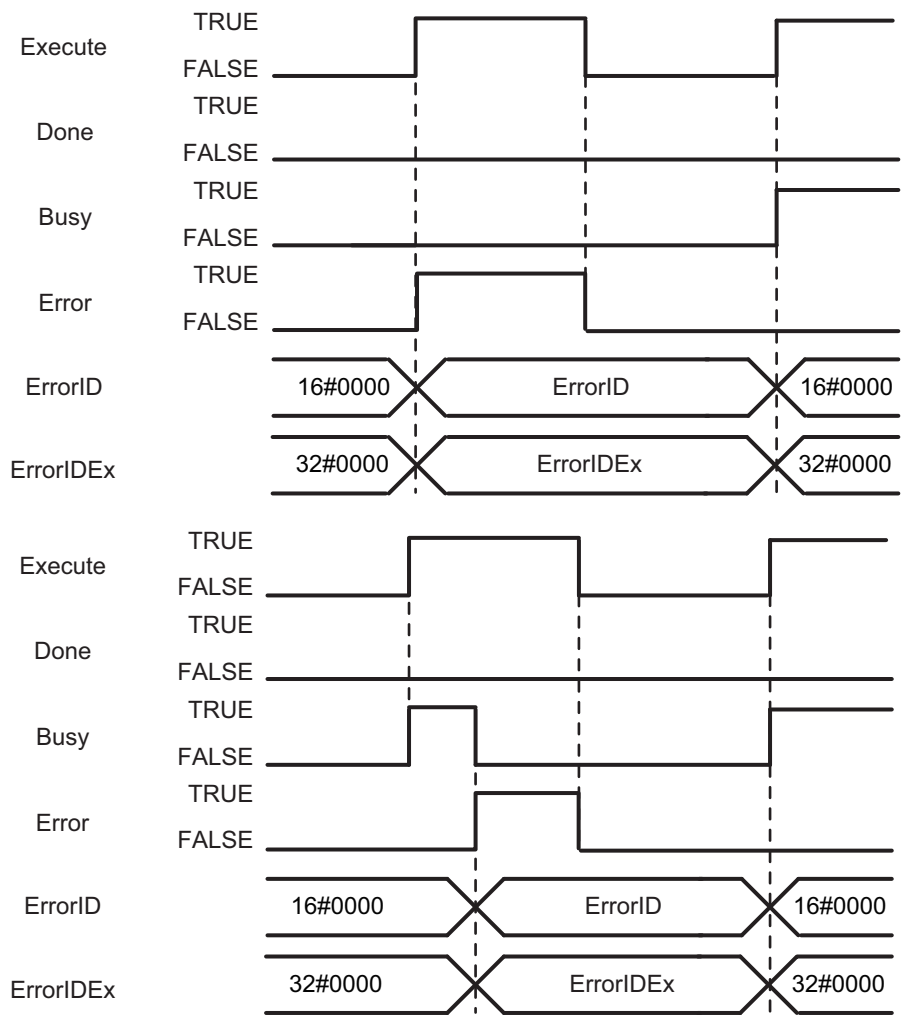 TRUE
Execute
FALSE
TRUE
Done
FALSE
TRUE
Busy
FALSE
TRUE
Error
FALSE
ErrorID 16#0000 ErrorID 16#0000
ErrorIDEx 32#0000 ErrorIDEx 32#0000
TRUE
Execute
FALSE
TRUE
Done
FALSE
TRUE
Busy
FALSE
TRUE
Error
FALSE
ErrorID 16#0000 ErrorID 16#0000
ErrorIDEx 32#0000 ErrorIDEx 32#0000